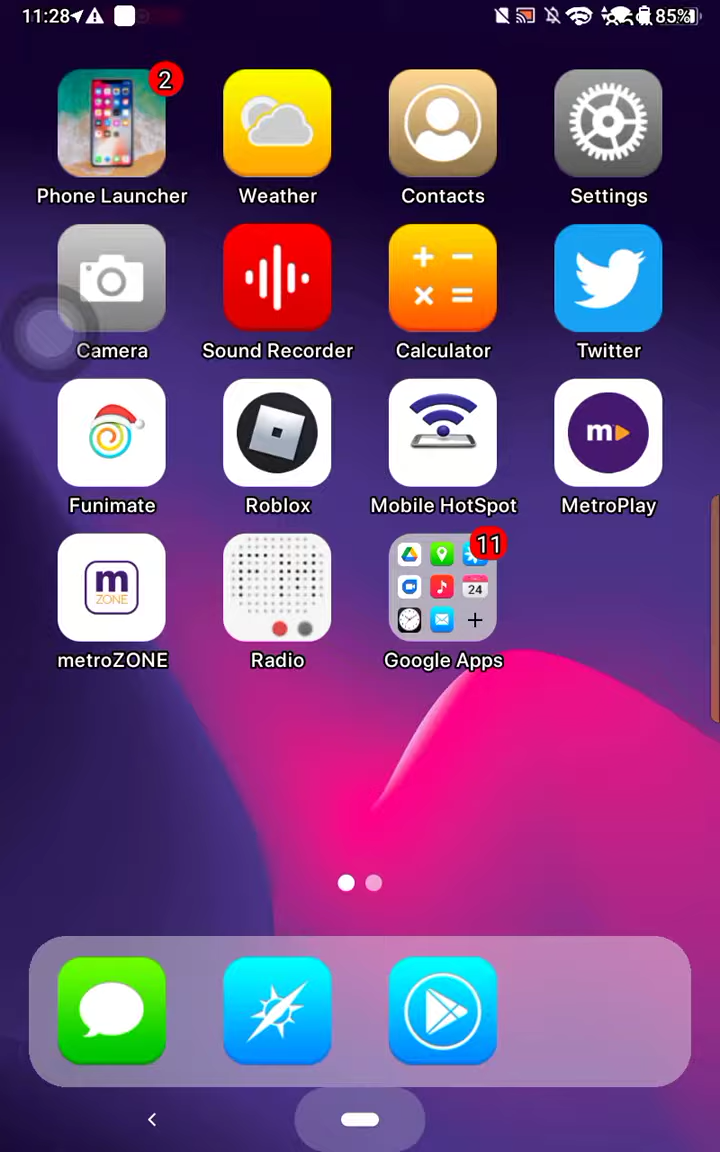 11:28 85%
2
Phone Launcher Weather Contacts Settings
Camera Sound Recorder Calculator Twitter
m
Funimate Roblox Mobile HotSpot MetroPlay
11
24
m
ZONE
metroZONE Radio Google Apps